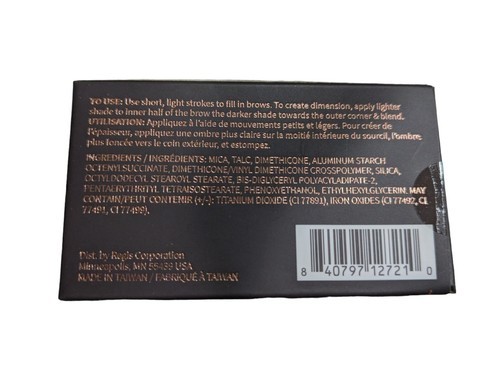 TO USE: Use short, light strokes to fill in brows. To create dimension, apply lighter
shade to inner half of the brow the darker shade towards the outer corner & blend.
UTILISATION: Appliquez à l'aide de mouvements petits et légers. Pour créer de
l'épaisseur, appliquez une ombre plus claire sur la moitié intérieure du sourcil, l'ombre
plus foncée vers le coin extérieur, et estompez.
INGREDIENTS / INGRÉDIENTS: MICA, TALC, DIMETHICONE, ALUMINUM STARCH
OCTENYLSUCCINATE, DIMETHICONE/VINYL DIMETHICONE CROSSPOLYMER, SILICA,
OCTYLDODECYL STEAROYL STEARATE, BIS-DIGLYCERYL POLYACYLADIPATE-2,
PENTAERYTHRITYL TETRAISOSTEARATE, PHENOXYETHANOL, ETHYLHEXYLGLYCERIN. MAY
CONTAIN/PEUT CONTENIR (+/-): TITANIUM DIOXIDE (CI 77891), IRON OXIDES (CI 77492, CI
77491, CI 77499).
Dist. by Regis Corporation
Minneapolis, MN 55439 USA
MADE IN TAIWAN / FABRIQUÉ À TAIWAN
8 40797 12721 0